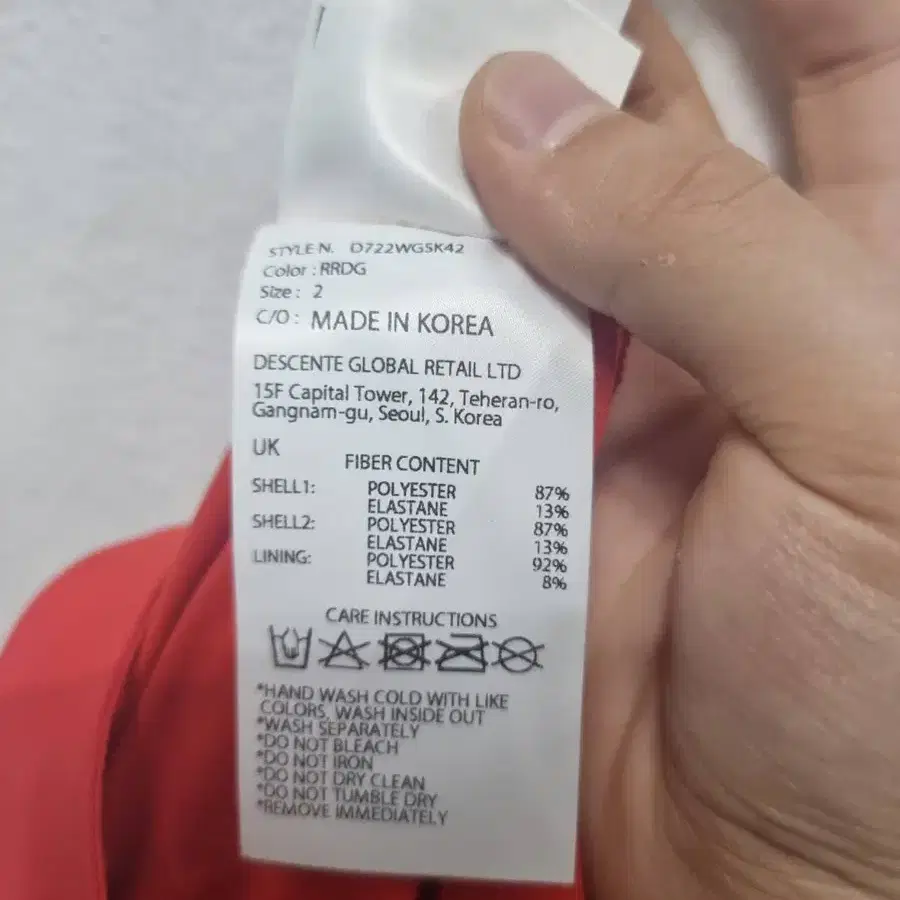 STYLE N. D722WGSK42
Color : RRDG
Size : 2
C/O : MADE IN KOREA
DESCENTE GLOBAL RETAIL LTD
15F Capital Tower, 142, Teheran-ro,
Gangnam-gu, Seoul, S. Korea
UK
FIBER CONTENT
SHELL1: POLYESTER 87%
ELASTANE 13%
SHELL2: POLYESTER 87%
ELASTANE 13%
LINING: POLYESTER 92%
ELASTANE 8%
CARE INSTRUCTIONS
*HAND WASH COLD WITH LIKE
COLORS, WASH INSIDE OUT
*WASH SEPARATELY
*DO NOT BLEACH
*DO NOT IRON
*DO NOT DRY CLEAN
*DO NOT TUMBLE DRY
*REMOVE IMMEDIATELY